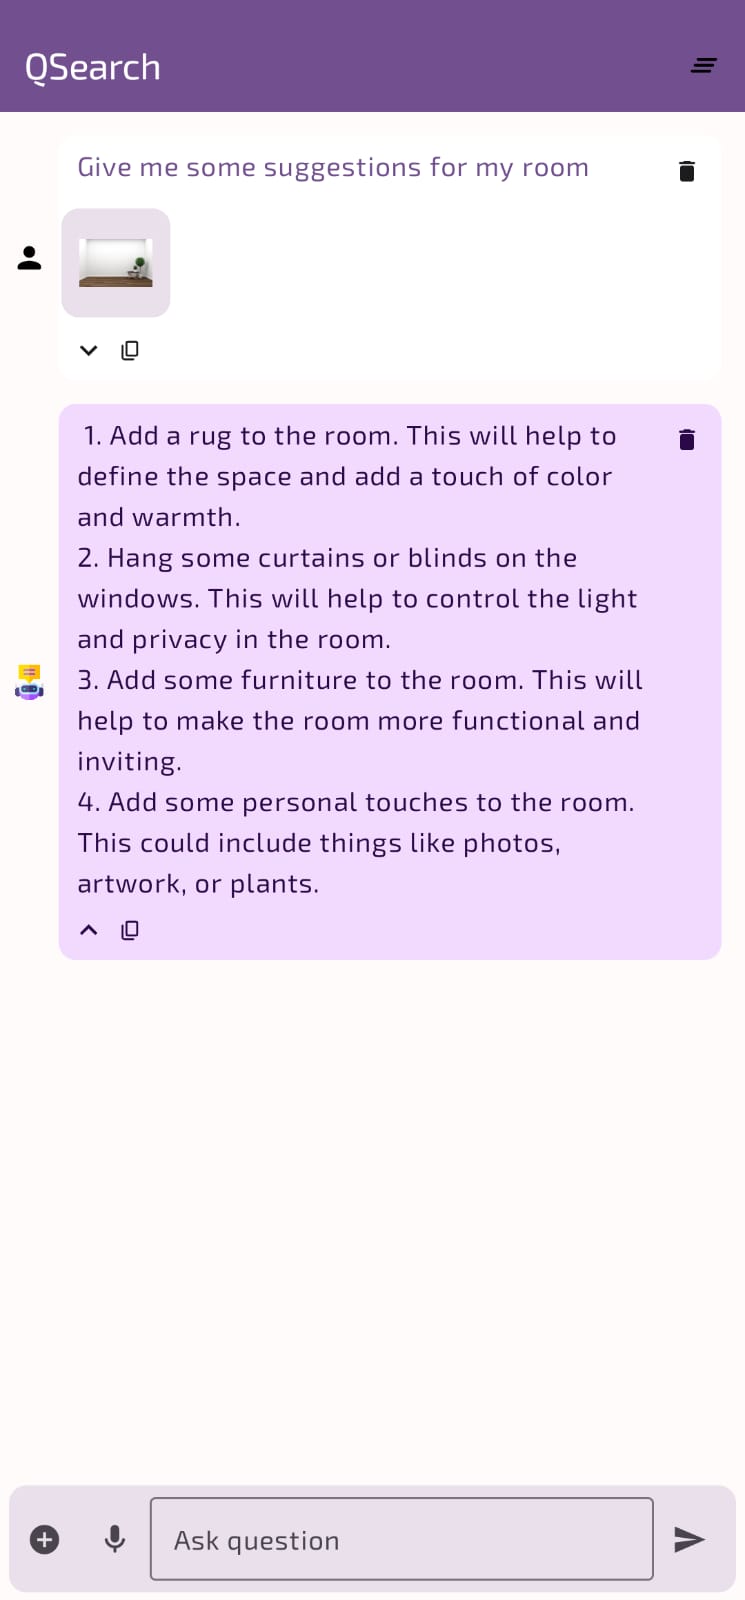 QSearch
Give me some suggestions for my room
1. Add a rug to the room. This will help to
define the space and add a touch of color
and warmth.
2. Hang some curtains or blinds on the
windows. This will help to control the light
and privacy in the room.
3. Add some furniture to the room. This will
help to make the room more functional and
inviting.
4. Add some personal touches to the room.
This could include things like photos,
artwork, or plants.
Ask question